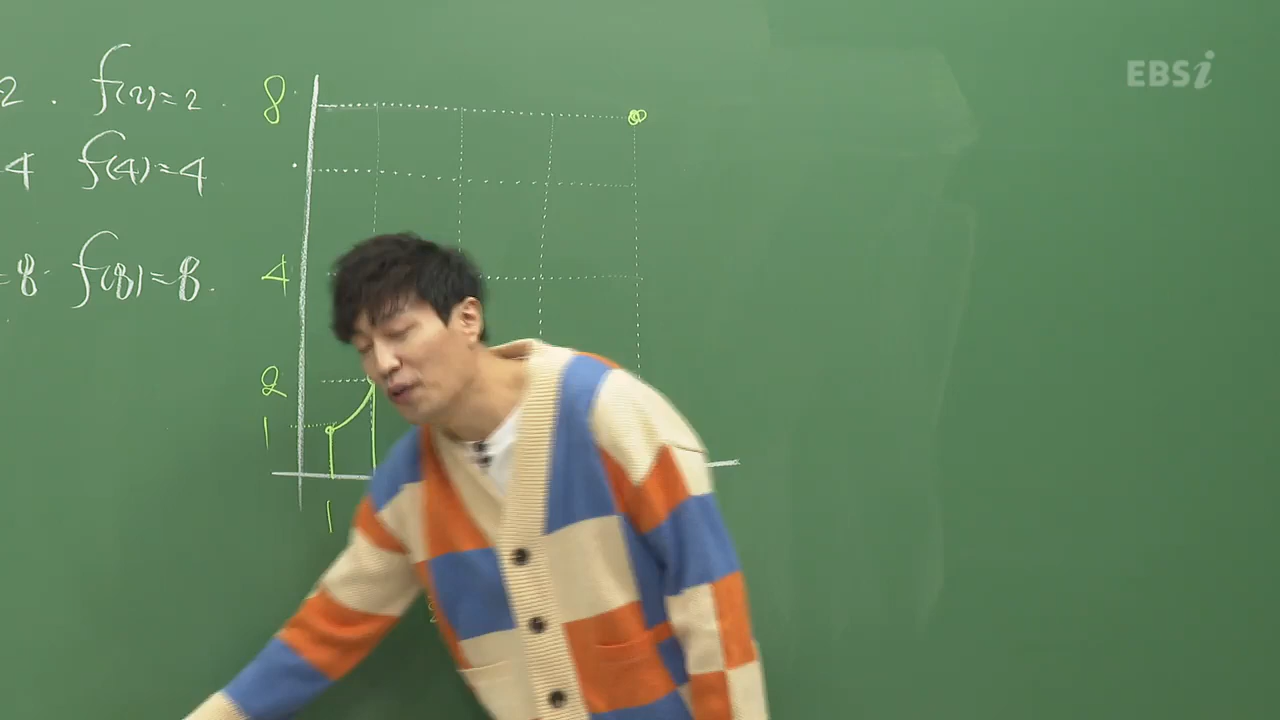 2 . f(2)=2 .
4 f(4)=4
=8. f(8)=8.
8
4
2
1
1
EBSi